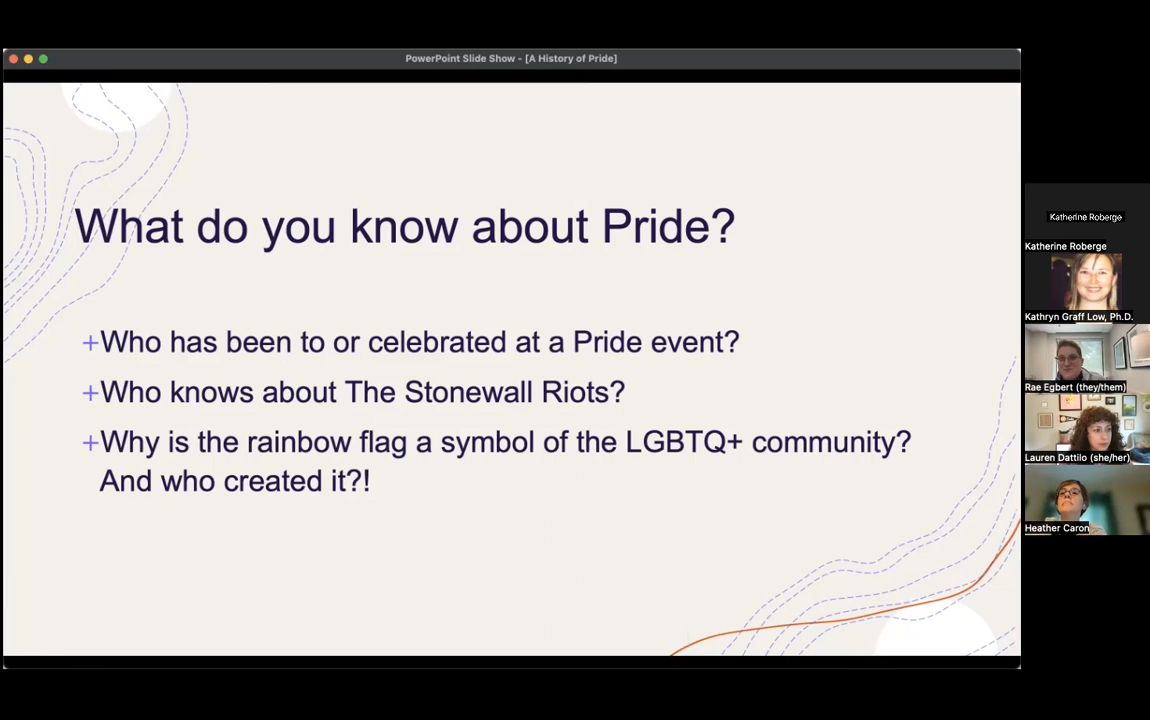 PowerPoint Slide Show - [A History of Pride]
What do you know about Pride?
+Who has been to or celebrated at a Pride event?
+Who knows about The Stonewall Riots?
+Why is the rainbow flag a symbol of the LGBTQ+ community?
And who created it?!
Katherine Roberge
Katherine Roberge
Kathryn Graff Low, Ph.D.
Rae Egbert (they/them)
Lauren Dattilo (she/her)
Heather Caron